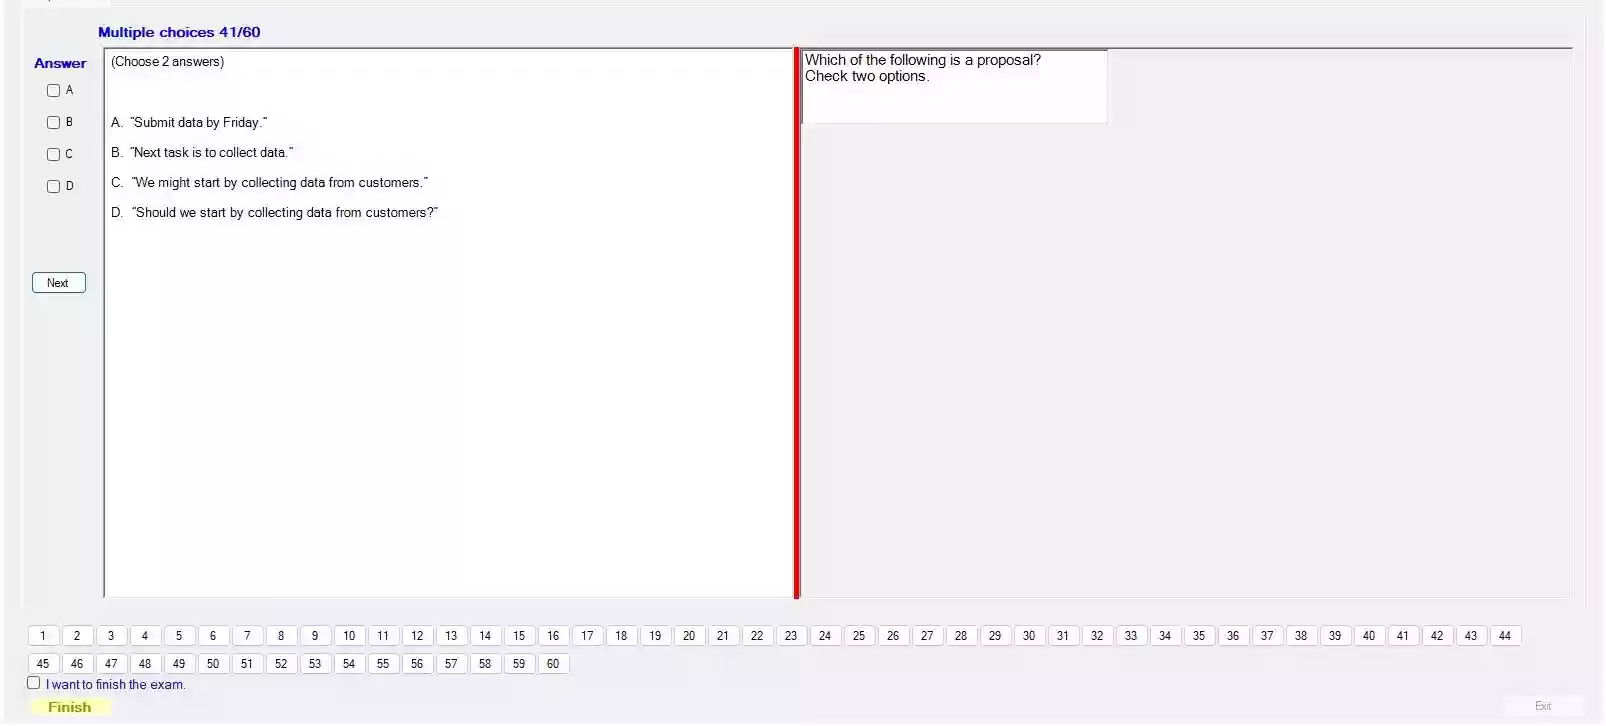 Multiple choices 41/60
Answer
(Choose 2 answers)
Which of the following is a proposal?
Check two options.
A
B
C
D
A. "Submit data by Friday."
B. "Next task is to collect data."
C. "We might start by collecting data from customers."
D. "Should we start by collecting data from customers?"
Next
1 2 3 4 5 6 7 8 9 10 11 12 13 14 15 16 17 18 19 20 21 22 23 24 25 26 27 28 29 30 31 32 33 34 35 36 37 38 39 40 41 42 43 44
45 46 47 48 49 50 51 52 53 54 55 56 57 58 59 60
I want to finish the exam.
Finish
Exit